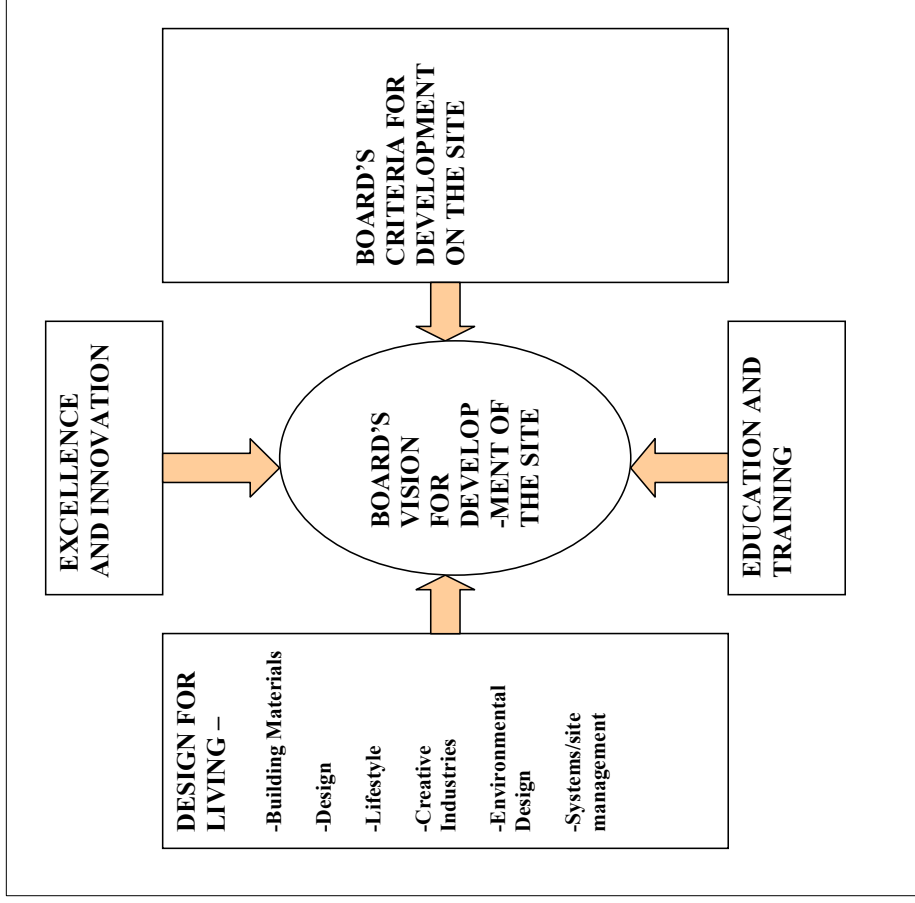 DESIGN FOR
LIVING –
-Building Materials
-Design
-Lifestyle
-Creative
Industries
-Environmental
Design
-Systems/site
management
EDUCATION AND
TRAINING
BOARD'S
VISION
FOR
DEVELOP
-MENT OF
THE SITE
EXCELLENCE
AND INNOVATION
BOARD'S
CRITERIA FOR
DEVELOPMENT
ON THE SITE